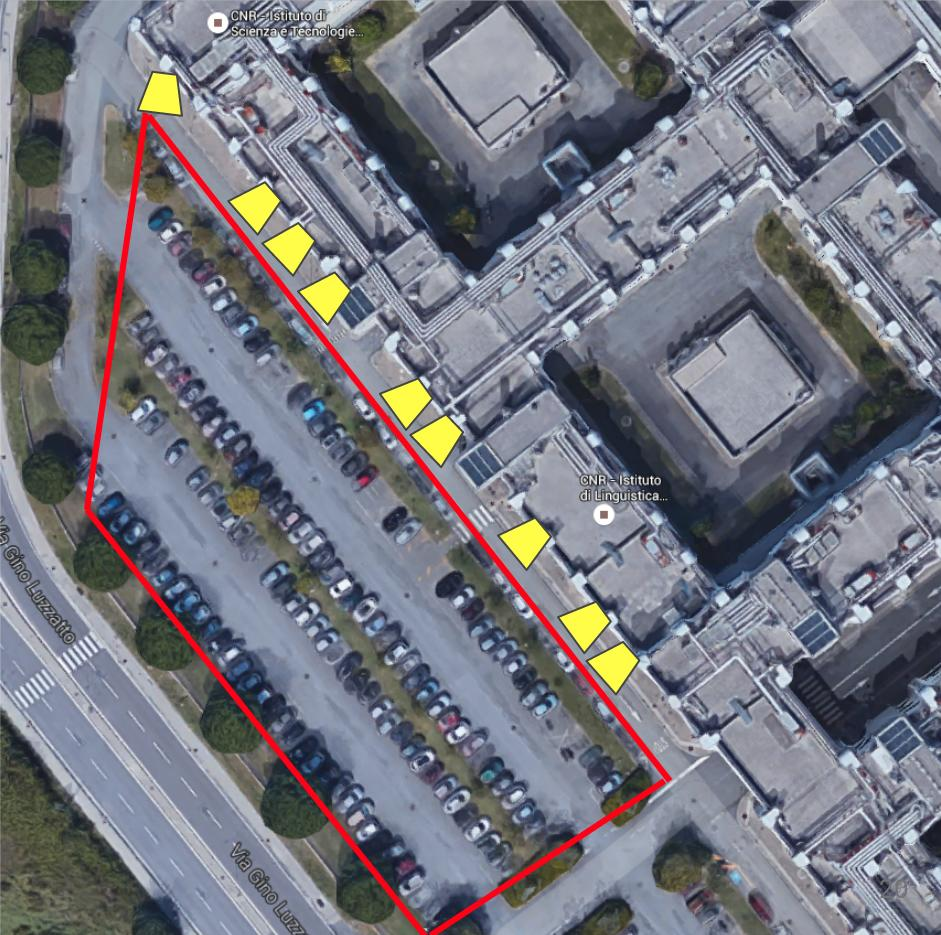 CNR - Istituto di
Scienza e Tecnologie...
CNR - Istituto
di Linguistica...
Via Gino Luzzatto
Via Gino Luzz